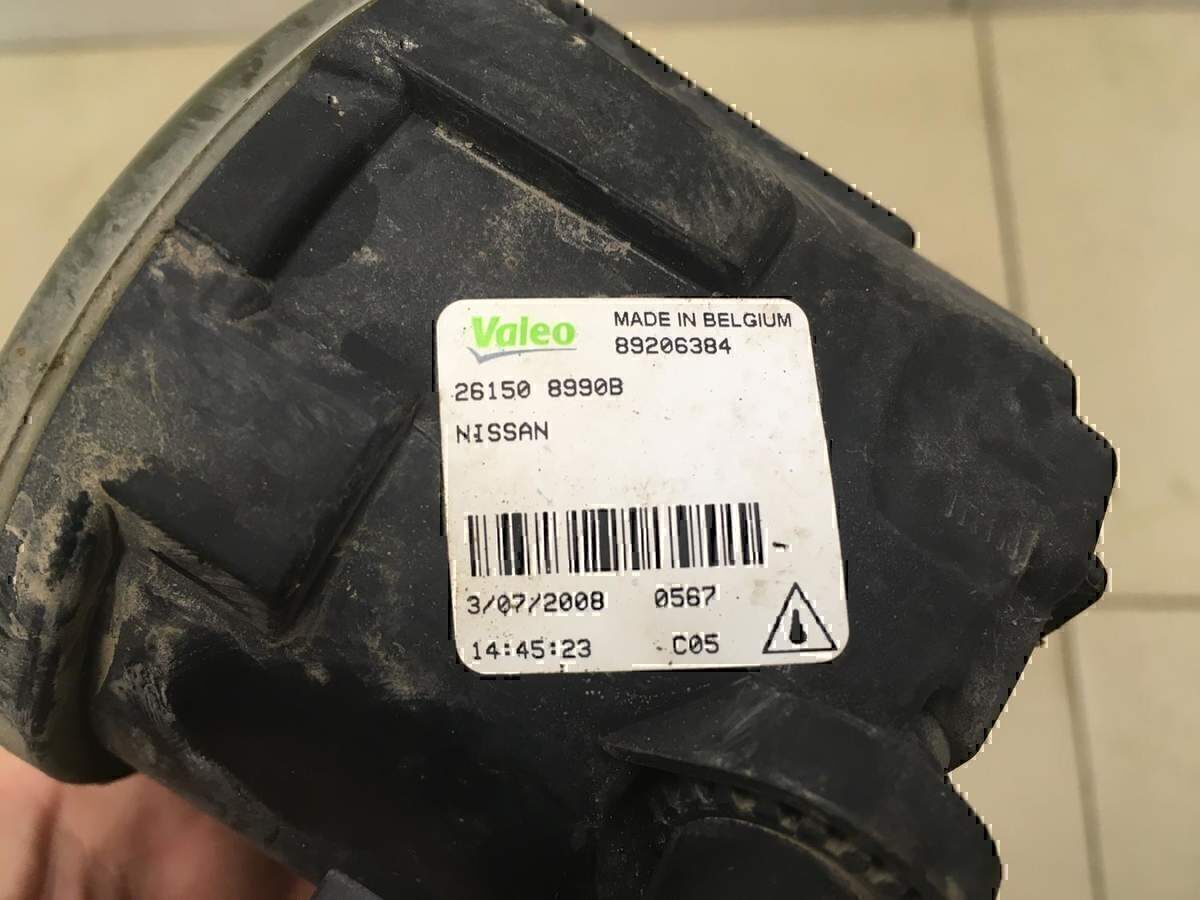 Valeo
MADE IN BELGIUM
89206384
26150 8990B
NISSAN
3/07/2008 0567
14:45:23 C05